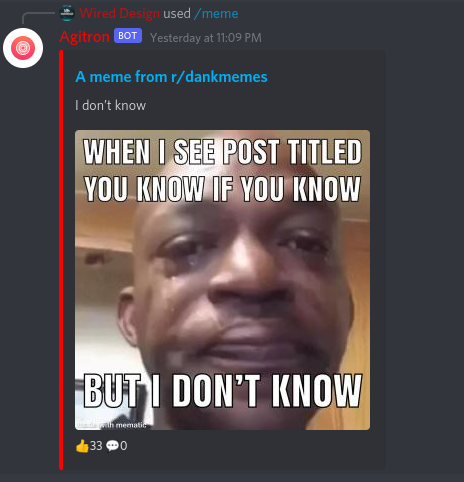 Wired Design used /meme
Agitron BOT Yesterday at 11:09 PM
A meme from r/dankmemes
I don't know
WHEN I SEE POST TITLED
YOU KNOW IF YOU KNOW
BUT I DON'T KNOW
made with mematic
👍33 💬0